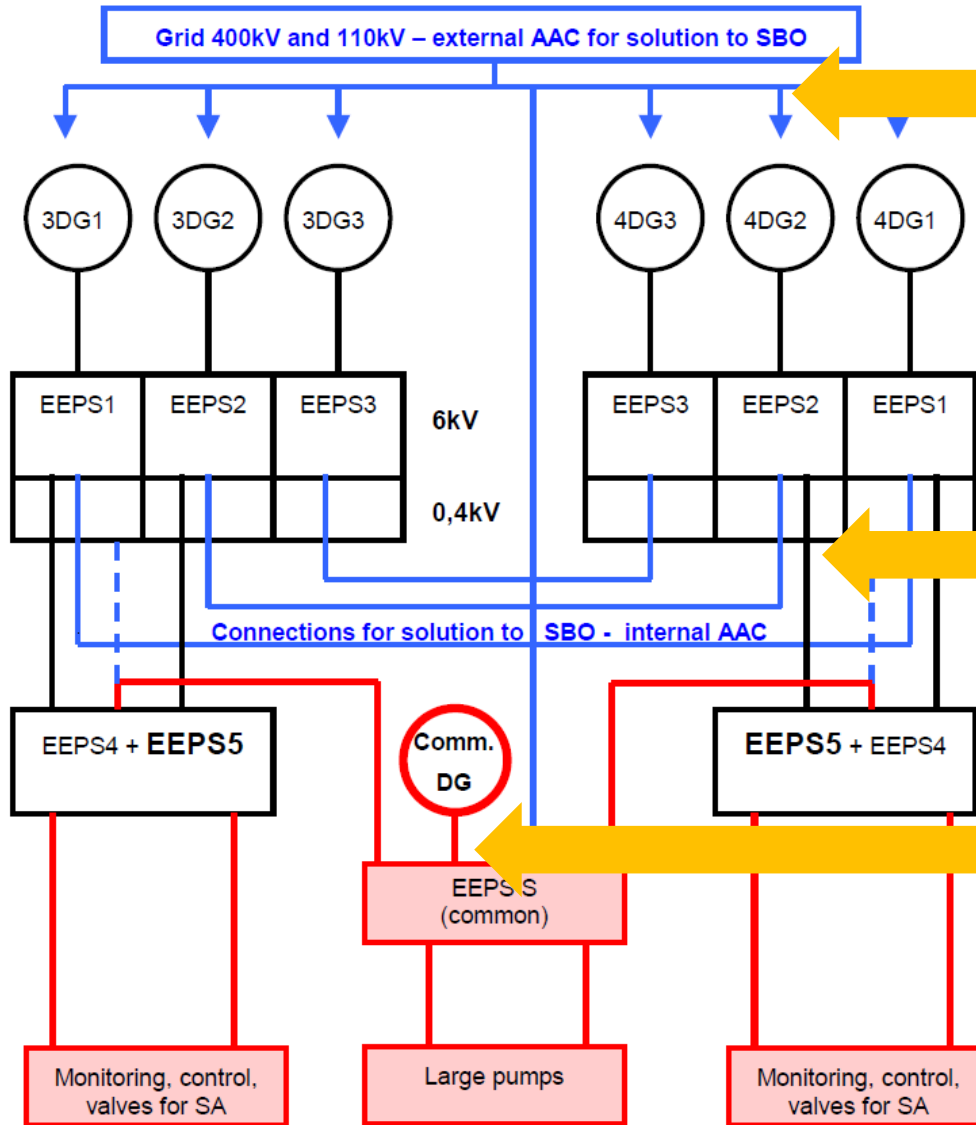 Grid 400kV and 110kV – external AAC for solution to SBO
3DG1 3DG2 3DG3 4DG3 4DG2 4DG1
EEPS1 EEPS2 EEPS3 6kV EEPS3 EEPS2 EEPS1
0,4kV
Connections for solution to SBO - internal AAC
EEPS4 + EEPS5
Comm.
DG
EEPS5 + EEPS4
EEPS S
(common)
Monitoring, control,
valves for SA
Large pumps
Monitoring, control,
valves for SA